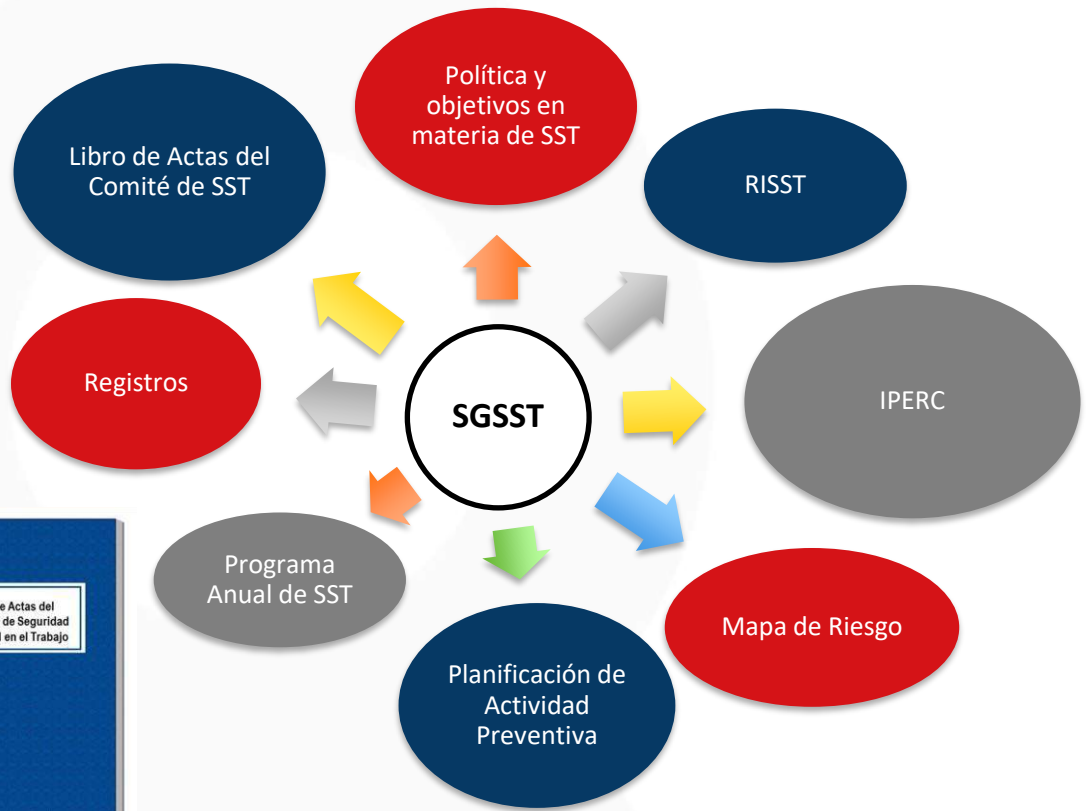 Política y
objetivos en
materia de SST
Libro de Actas del
Comité de SST
RISST
Registros
SGSST
IPERC
Programa
Anual de SST
Mapa de Riesgo
Planificación de
Actividad
Preventiva
Actas del
de Seguridad
en el Trabajo